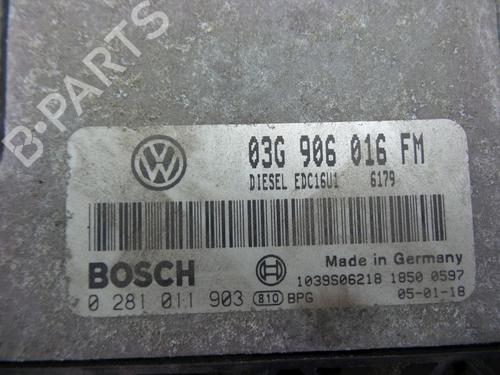 B-Parts
VW
03G 906 016 FM
DIESEL EDC16U1 6179
BOSCH
Made in Germany
1039S06218 1850 0597
0 281 011 903 810 BPG 05-01-18